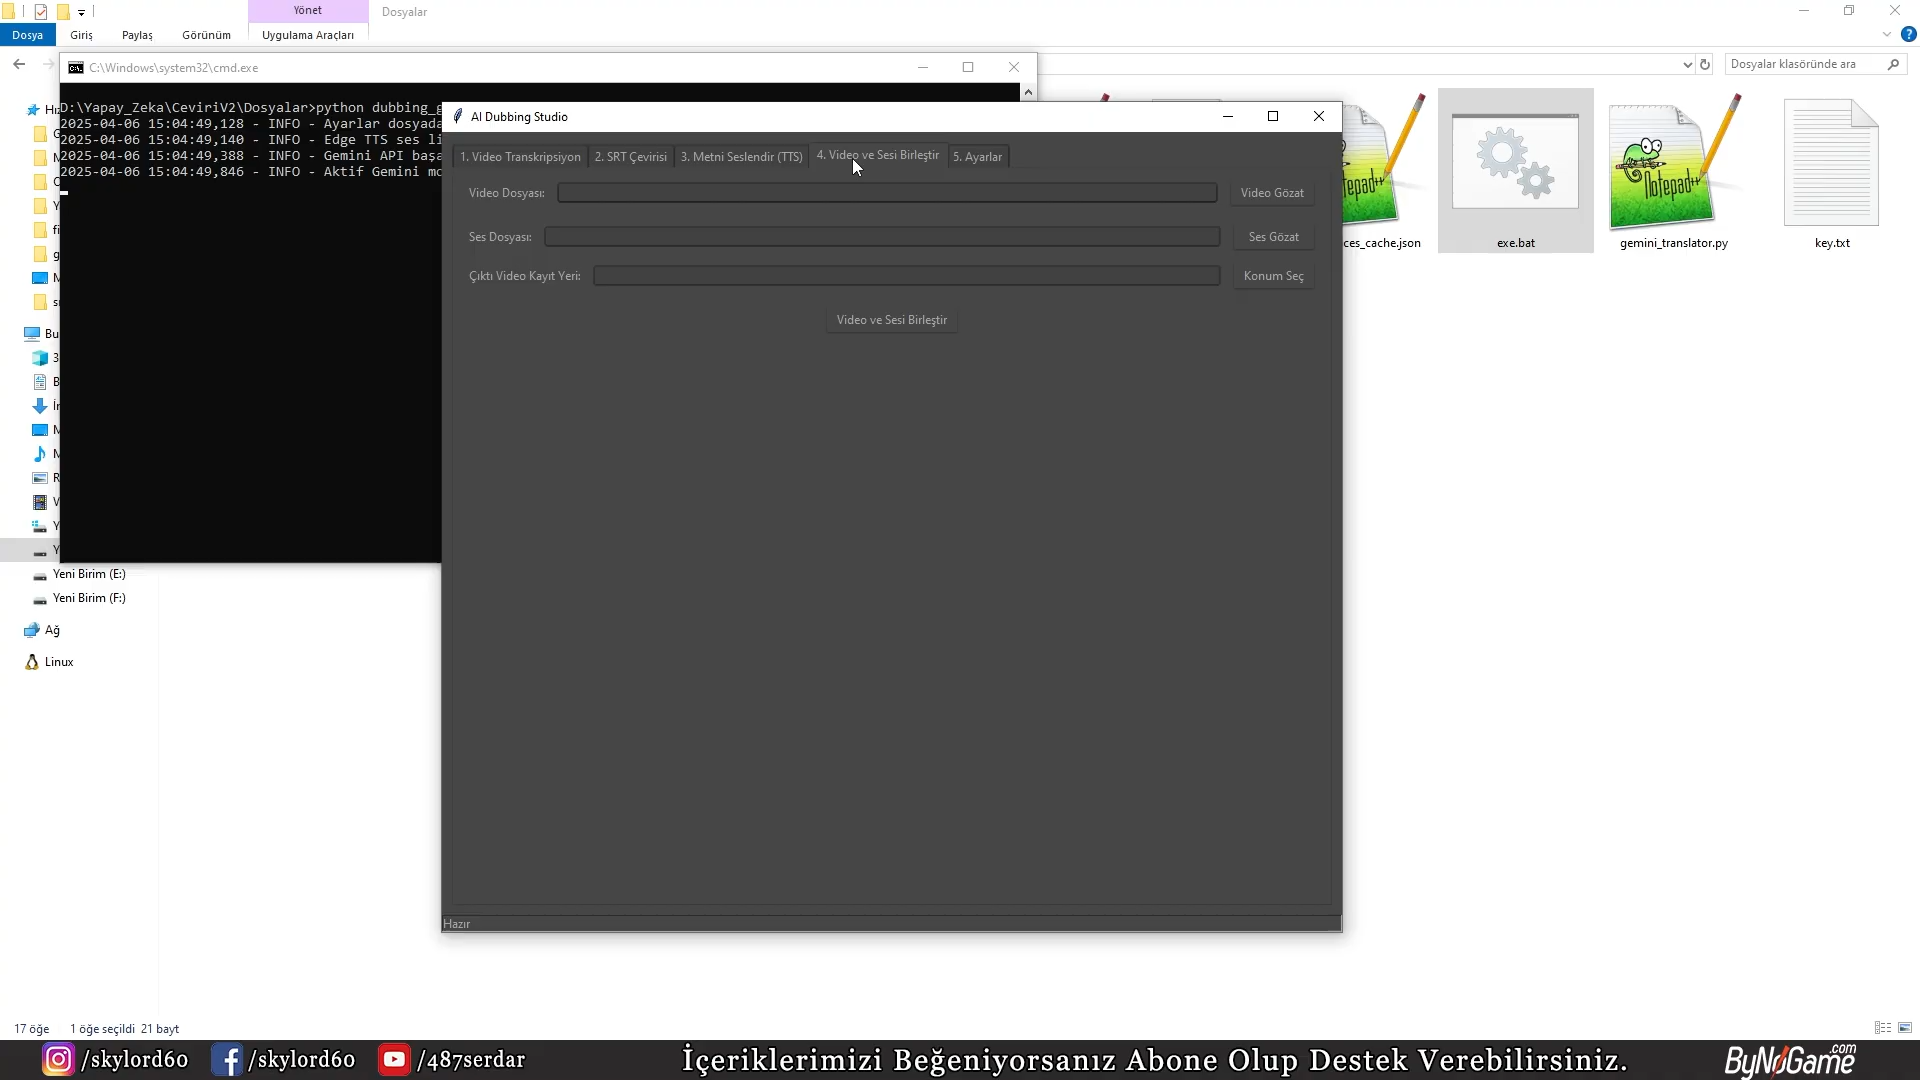 Yönet
Dosyalar
Dosya
Giriş
Paylaş
Görünüm
Uygulama Araçları
C:\Windows\system32\cmd.exe
Dosyalar klasöründe ara
D:\Yapay_Zeka\CeviriV2\Dosyalar>python dubbing_g
2025-04-06 15:04:49,128 - INFO - Ayarlar dosyada
2025-04-06 15:04:49,140 - INFO - Edge TTS ses li
2025-04-06 15:04:49,388 - INFO - Gemini API başa
2025-04-06 15:04:49,846 - INFO - Aktif Gemini mo
AI Dubbing Studio
1. Video Transkripsiyon
2. SRT Çevirisi
3. Metni Seslendir (TTS)
4. Video ve Sesi Birleştir
5. Ayarlar
Video Dosyası:
Video Gözat
Ses Dosyası:
Ses Gözat
Çıktı Video Kayıt Yeri:
Konum Seç
Video ve Sesi Birleştir
Hazır
Notepad++
ces_cache.json
exe.bat
gemini_translator.py
key.txt
Bu
Yeni Birim (E:)
Yeni Birim (F:)
Ağ
Linux
17 öğe
1 öğe seçildi 21 bayt
/skylord60
/skylord60
/487serdar
İçeriklerimizi Beğeniyorsanız Abone Olup Destek Verebilirsiniz.
ByNoGame.com